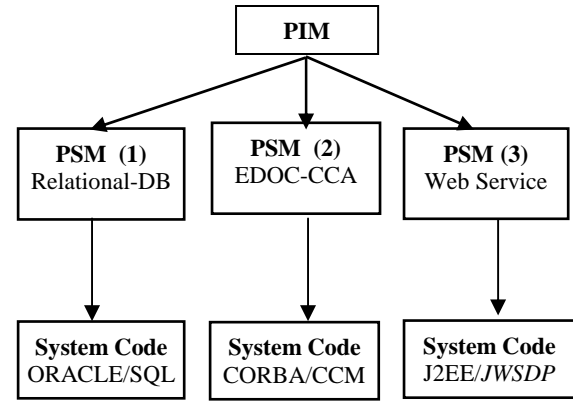 PIM
PSM (1)
Relational-DB
PSM (2)
EDOC-CCA
PSM (3)
Web Service
System Code
ORACLE/SQL
System Code
CORBA/CCM
System Code
J2EE/JWSDP